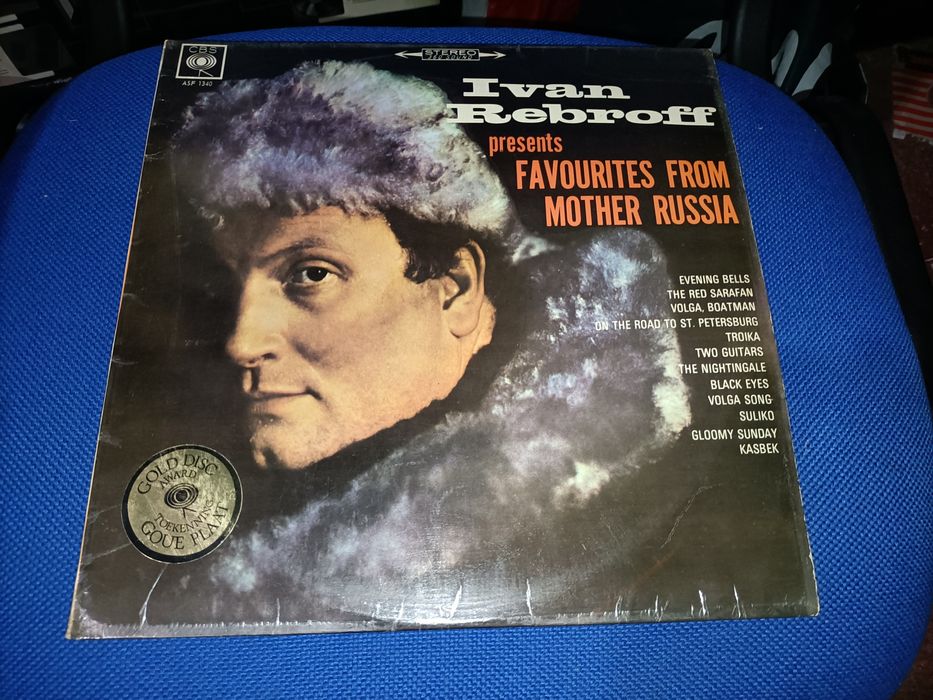 CBS
ASF 1340
STEREO
360 SOUND
Ivan
Rebroff
presents
FAVOURITES FROM
MOTHER RUSSIA
EVENING BELLS
THE RED SARAFAN
VOLGA, BOATMAN
ON THE ROAD TO ST. PETERSBURG
TROIKA
TWO GUITARS
THE NIGHTINGALE
BLACK EYES
VOLGA SONG
SULIKO
GLOOMY SUNDAY
KASBEK
GOLD DISC
AWARD
TOEKENNING
GOUE PLAAT